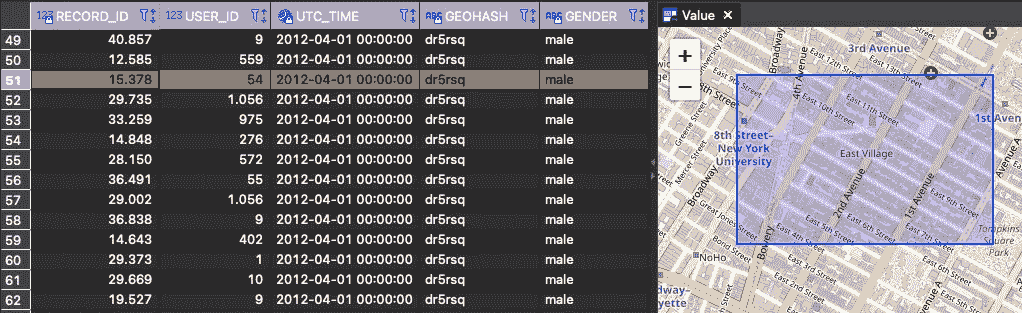 123 RECORD_ID 123 USER_ID UTC_TIME ABC GEOHASH ABC GENDER
49 40.857 9 2012-04-01 00:00:00 dr5rsq male
50 12.585 559 2012-04-01 00:00:00 dr5rsq male
51 15.378 54 2012-04-01 00:00:00 dr5rsq male
52 29.735 1.056 2012-04-01 00:00:00 dr5rsq male
53 33.259 975 2012-04-01 00:00:00 dr5rsq male
54 14.848 276 2012-04-01 00:00:00 dr5rsq male
55 28.150 572 2012-04-01 00:00:00 dr5rsq male
56 36.491 55 2012-04-01 00:00:00 dr5rsq male
57 29.002 1.056 2012-04-01 00:00:00 dr5rsq male
58 36.838 9 2012-04-01 00:00:00 dr5rsq male
59 14.643 402 2012-04-01 00:00:00 dr5rsq male
60 29.373 1 2012-04-01 00:00:00 dr5rsq male
61 29.669 10 2012-04-01 00:00:00 dr5rsq male
62 19.527 9 2012-04-01 00:00:00 dr5rsq male
Value
+
−
3rd Avenue
Broadway
4th Avenue
University Place
East 10th Street
East 11th Street
East 13th Street
1st Aven
8th Street–
New York
University
Greene Street
Mercer Street
East Village
Avenue A
Broadway
2nd Avenue
1st Avenue
East 9th Street
Great Jones Street
East 5th Street
East 7th Street
Tompkins
Square
Park
Bowery
Bond Street
NoHo
East 2nd Street
East 3rd Street
East 6th Street
East 5th Street
Avenue A
dway–
yette